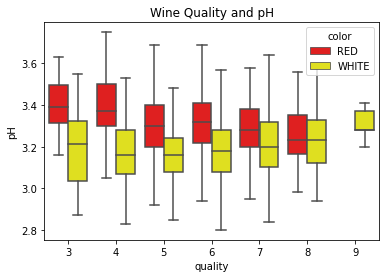 Wine Quality and pH
color
RED
WHITE
pH
3.6
3.4
3.2
3.0
2.8
3 4 5 6 7 8 9
quality